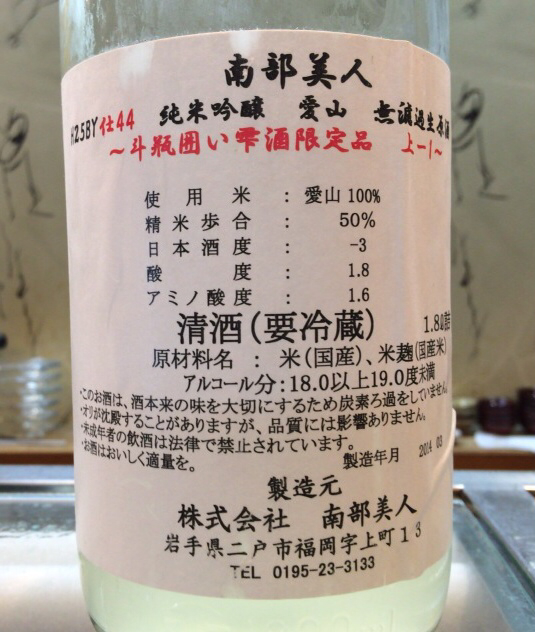 南部美人
H25BY 仕44 純米吟醸 愛山 無濾過生原酒
～斗瓶囲い雫酒限定品 上一1～
使用米：愛山100%
精米歩合：50%
日本酒度：-3
酸度：1.8
アミノ酸度：1.6
清酒(要冷蔵) 1.8ℓ詰
原材料名：米(国産)、米麹(国産米)
アルコール分：18.0以上19.0度未満
・このお酒は、酒本来の味を大切にするため炭素ろ過をしていません。
・オリが沈殿することがありますが、品質には影響ありません。
・未成年者の飲酒は法律で禁止されています。
・お酒はおいしく適量を。
製造年月 2014 03
製造元
株式会社 南部美人
岩手県二戸市福岡字上町13
TEL 0195-23-3133